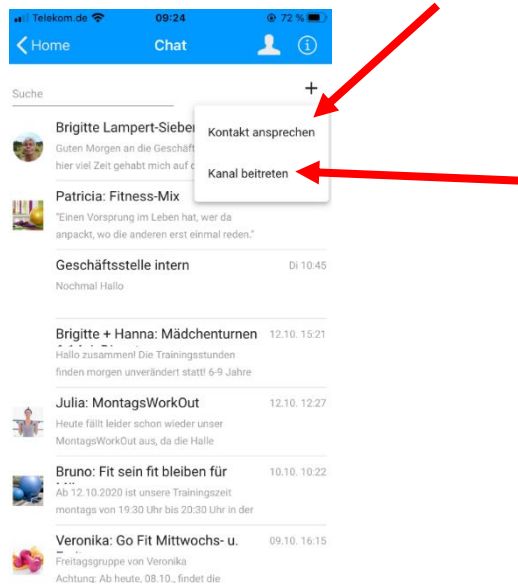 Telekom.de 09:24 72 %
Home Chat
Suche +
Brigitte Lampert-Sieber
Kontakt ansprechen
Guten Morgen an die Geschäft
hier viel Zeit gehabt mich auf
Kanal beitreten
Patricia: Fitness-Mix
"Einen Vorsprung im Leben hat, wer da
anpackt, wo die anderen erst einmal reden."
Geschäftsstelle intern Di 10:45
Nochmal Hallo
Brigitte + Hanna: Mädchenturnen 12.10. 15:21
Hallo zusammen! Die Trainingsstunden
finden morgen unverändert statt! 6-9 Jahre
Julia: MontagsWorkOut 12.10. 12:27
Heute fällt leider schon wieder unser
MontagsWorkOut aus, da die Halle
Bruno: Fit sein fit bleiben für 10.10. 10:22
Ab 12.10.2020 ist unsere Trainingszeit
montags von 19:30 Uhr bis 20:30 Uhr in der
Veronika: Go Fit Mittwochs- u. 09.10. 16:15
Freitagsgruppe von Veronika
Achtung: Ab heute, 08.10., findet die